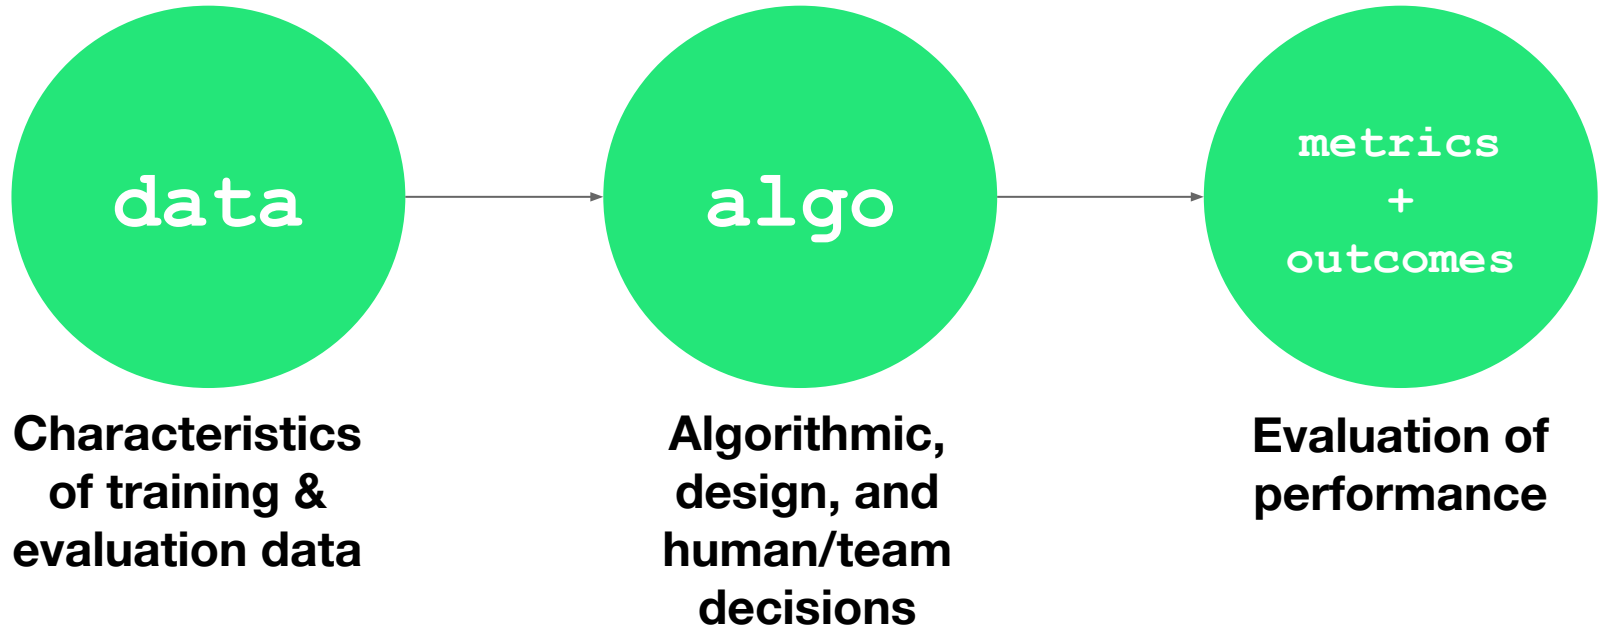 data
algo
metrics
+
outcomes
Characteristics
of training &
evaluation data
Algorithmic,
design, and
human/team
decisions
Evaluation of
performance